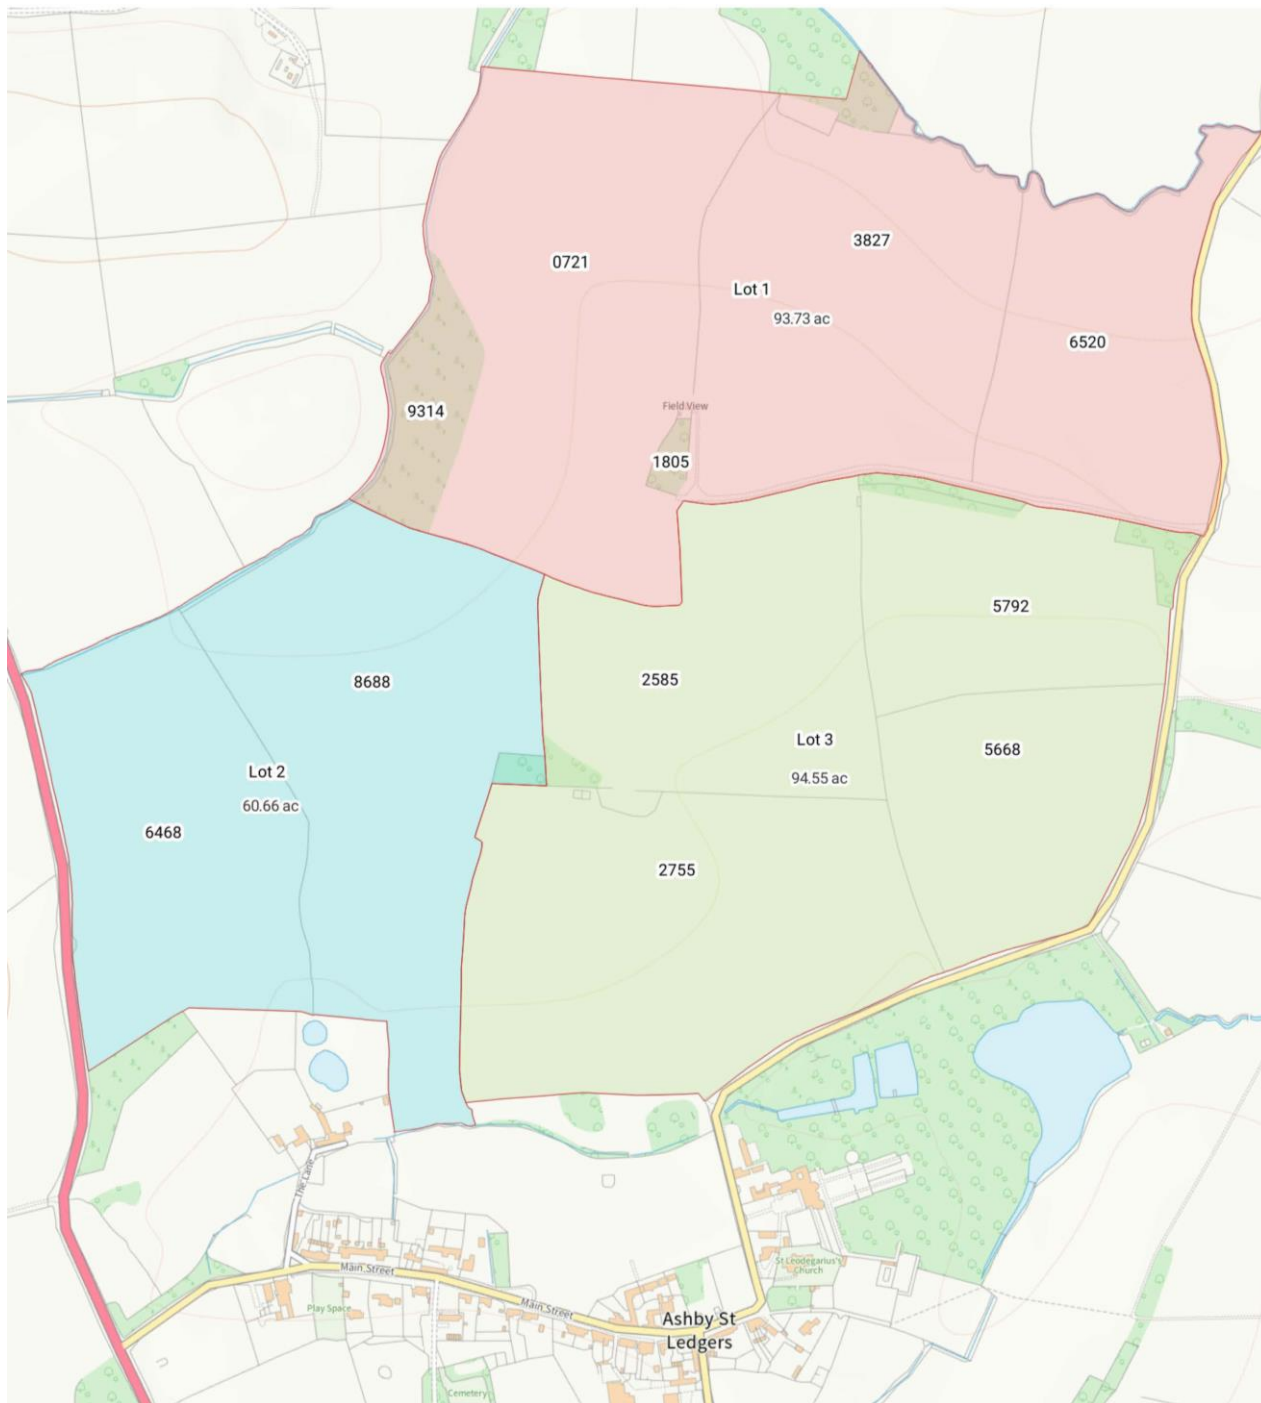 3827
0721
Lot 1
93.73 ac
6520
Field View
9314
1805
5792
8688
2585
Lot 3
5668
94.55 ac
Lot 2
60.66 ac
6468
2755
The Lane
St Leodegarius's
Church
Main Street
Main Street
Play Space
Ashby St
Ledgers
Cemetery